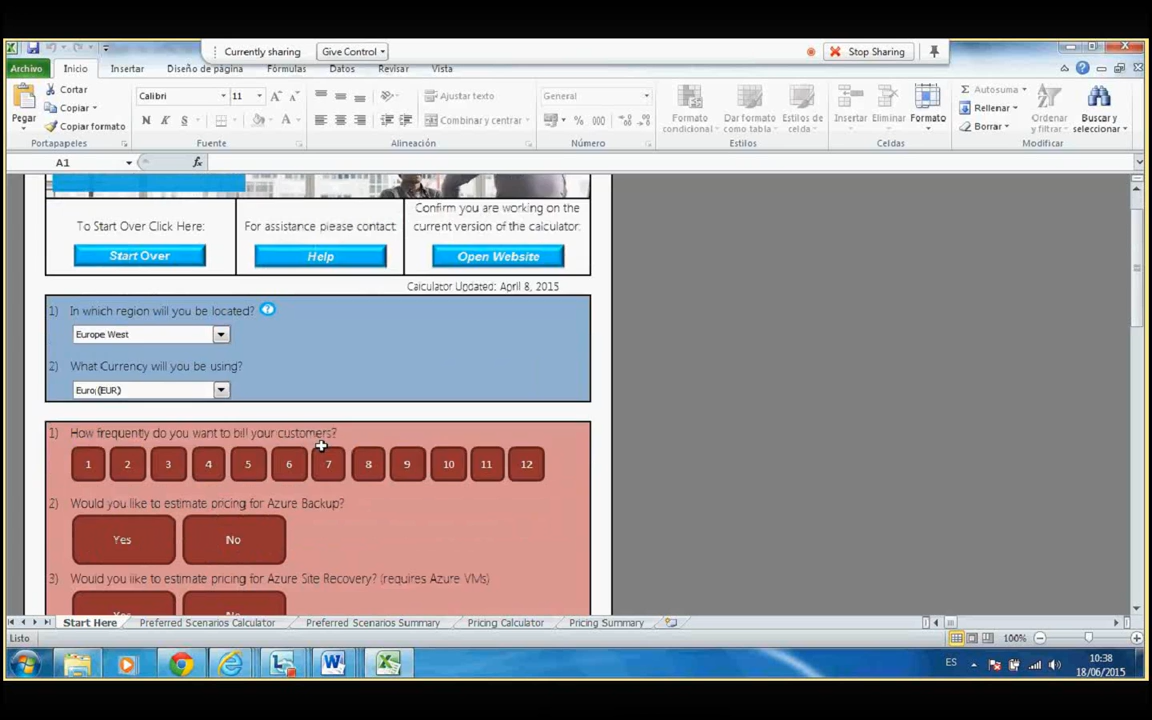 Currently sharing
Give Control
Stop Sharing
Archivo
Inicio
Insertar
Diseño de página
Fórmulas
Datos
Revisar
Vista
Pegar
Cortar
Copiar
Copiar formato
Portapapeles
Calibri
11
N K S
Fuente
Ajustar texto
Combinar y centrar
Alineación
General
% 000
Número
Formato condicional
Dar formato como tabla
Estilos de celda
Estilos
Insertar
Eliminar
Formato
Celdas
Autosuma
Rellenar
Borrar
Ordenar y filtrar
Buscar y seleccionar
Modificar
A1
fx
To Start Over Click Here:
Start Over
For assistance please contact:
Help
Confirm you are working on the
current version of the calculator:
Open Website
Calculator Updated: April 8, 2015
1) In which region will you be located?
Europe West
2) What Currency will you be using?
Euro (EUR)
1) How frequently do you want to bill your customers?
1 2 3 4 5 6 7 8 9 10 11 12
2) Would you like to estimate pricing for Azure Backup?
Yes No
3) Would you like to estimate pricing for Azure Site Recovery? (requires Azure VMs)
Yes No
Start Here
Preferred Scenarios Calculator
Preferred Scenarios Summary
Pricing Calculator
Pricing Summary
Listo
100%
ES
10:38
18/06/2015